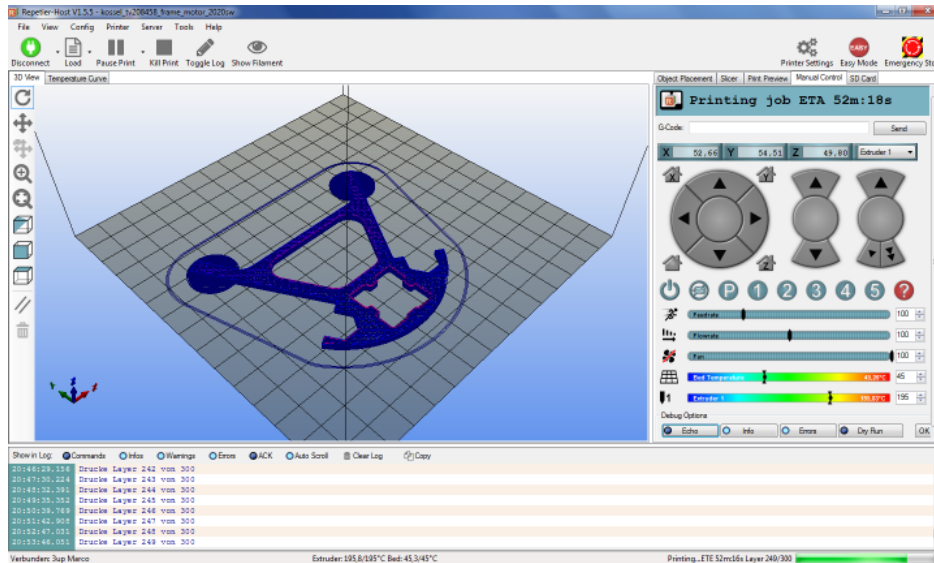 Repetier-Host V1.5.5 - kossel_tv208458_frame_motor_2020sw
File View Config Printer Server Tools Help
Disconnect Load Pause Print Kill Print Toggle Log Show Filament Printer Settings Easy Mode Emergency Sto
EASY
3D View Temperature Curve
Object Placement Slicer Print Preview Manual Control SD Card
Printing job ETA 52m:18s
G-Code: Send
X 52.66 Y 54.51 Z 49.80 Extruder 1
X Y
Z
P 1 2 3 4 5 ?
Feedrate 100
Flowrate 100
Fan 100
Bed Temperature 45
1 Extruder 1 195
Debug Options
Echo Info Errors Dry Run OK
Show in Log: Commands Infos Warnings Errors ACK Auto Scroll Clear Log Copy
20:46:29.156 Drucke Layer 242 von 300
20:47:30.224 Drucke Layer 243 von 300
20:48:32.391 Drucke Layer 245 von 300
20:49:35.352 Drucke Layer 245 von 300
20:50:39.769 Drucke Layer 246 von 300
20:51:42.908 Drucke Layer 247 von 300
20:52:47.031 Drucke Layer 248 von 300
20:53:46.051 Drucke Layer 249 von 300
Verbunden: 3up Marco Extruder: 195,8/195°C Bed: 45,3/45°C Printing...ETE 52m:16s Layer 249/300